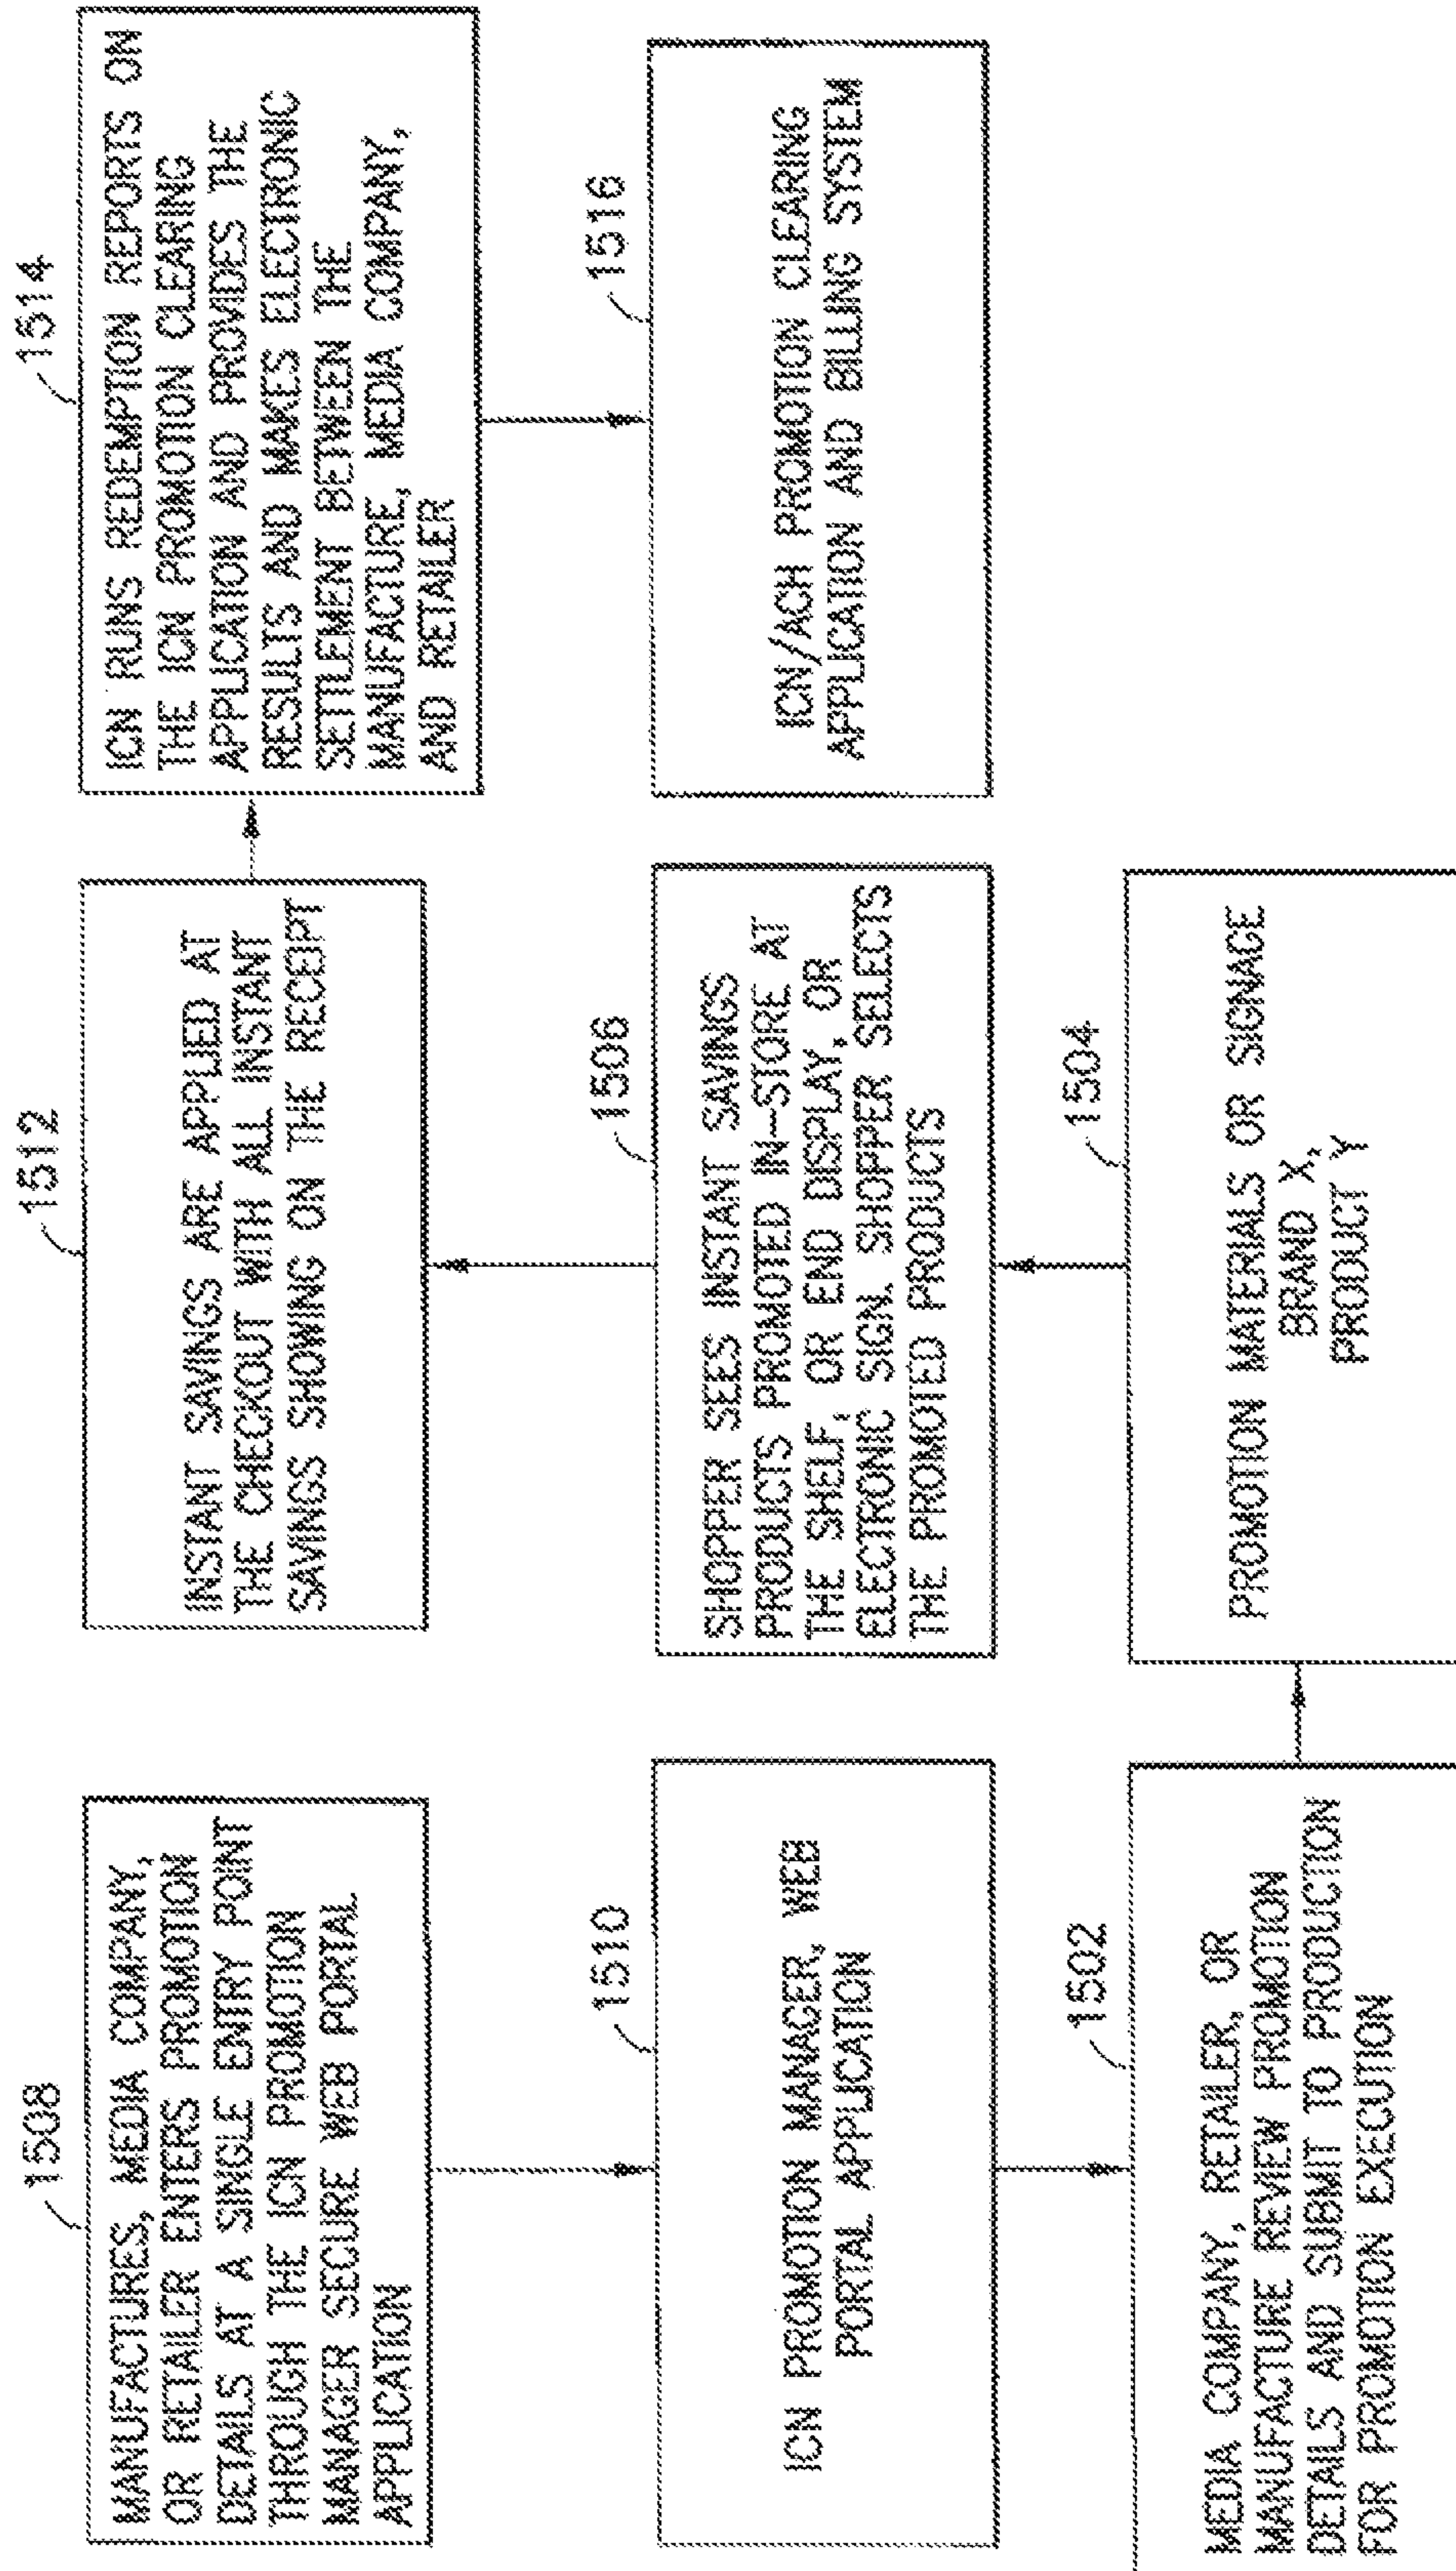 1508
MANUFACTURES, MEDIA COMPANY,
OR RETAILER ENTERS PROMOTION
DETAILS AT A SINGLE ENTRY POINT
THROUGH THE ICN PROMOTION
MANAGER SECURE WEB PORTAL
APPLICATION
1510
ICN PROMOTION MANAGER, WEB
PORTAL APPLICATION
1502
MEDIA COMPANY, RETAILER, OR
MANUFACTURE REVIEW PROMOTION
DETAILS AND SUBMIT TO PRODUCTION
FOR PROMOTION EXECUTION
1504
PROMOTION MATERIALS OR SIGNAGE
BRAND X,
PRODUCT Y
1506
SHOPPER SEES INSTANT SAVINGS
PRODUCTS PROMOTED IN-STORE AT
THE SHELF, OR END DISPLAY, OR
ELECTRONIC SIGN. SHOPPER SELECTS
THE PROMOTED PRODUCTS
1512
INSTANT SAVINGS ARE APPLIED AT
THE CHECKOUT WITH ALL INSTANT
SAVINGS SHOWING ON THE RECEIPT
1514
ICN RUNS REDEMPTION REPORTS ON
THE ICN PROMOTION CLEARING
APPLICATION AND PROVIDES THE
RESULTS AND MAKES ELECTRONIC
SETTLEMENT BETWEEN THE
MANUFACTURE, MEDIA COMPANY,
AND RETAILER
1516
ICN/ACH PROMOTION CLEARING
APPLICATION AND BILLING SYSTEM